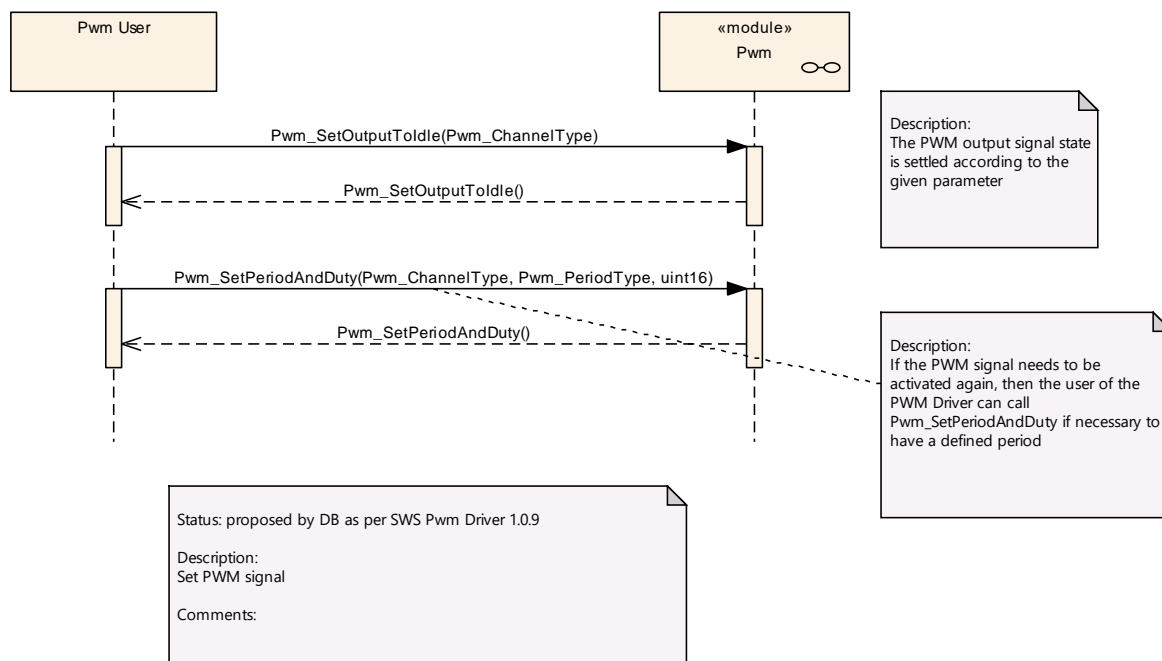 Pwm User
«module»
Pwm
Description:
The PWM output signal state
is settled according to the
given parameter
Pwm_SetOutputToIdle(Pwm_ChannelType)
Pwm_SetOutputToIdle()
Pwm_SetPeriodAndDuty(Pwm_ChannelType, Pwm_PeriodType, uint16)
Pwm_SetPeriodAndDuty()
Description:
If the PWM signal needs to be
activated again, then the user of the
PWM Driver can call
Pwm_SetPeriodAndDuty if necessary to
have a defined period
Status: proposed by DB as per SWS Pwm Driver 1.0.9
Description:
Set PWM signal
Comments: